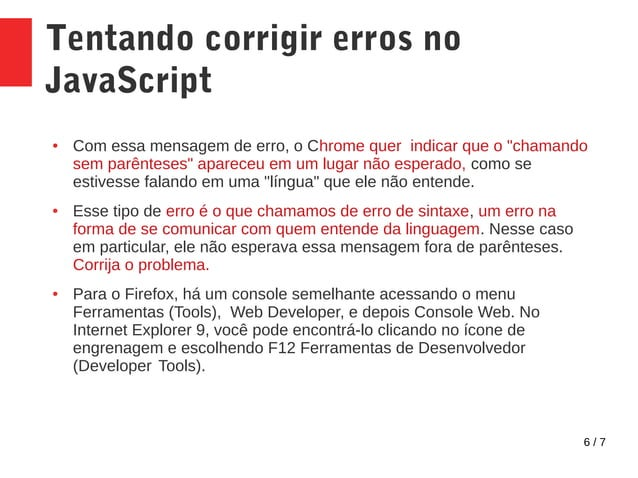 Tentando corrigir erros no
JavaScript
• Com essa mensagem de erro, o Chrome quer  indicar que o "chamando
sem parênteses" apareceu em um lugar não esperado, como se
estivesse falando em uma "língua" que ele não entende.
• Esse tipo de erro é o que chamamos de erro de sintaxe, um erro na
forma de se comunicar com quem entende da linguagem. Nesse caso
em particular, ele não esperava essa mensagem fora de parênteses.
Corrija o problema.
• Para o Firefox, há um console semelhante acessando o menu
Ferramentas (Tools),  Web Developer, e depois Console Web. No
Internet Explorer 9, você pode encontrá-lo clicando no ícone de
engrenagem e escolhendo F12 Ferramentas de Desenvolvedor
(Developer Tools).
6 / 7